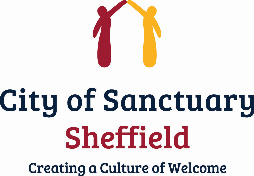 City of Sanctuary
Sheffield
Creating a Culture of Welcome